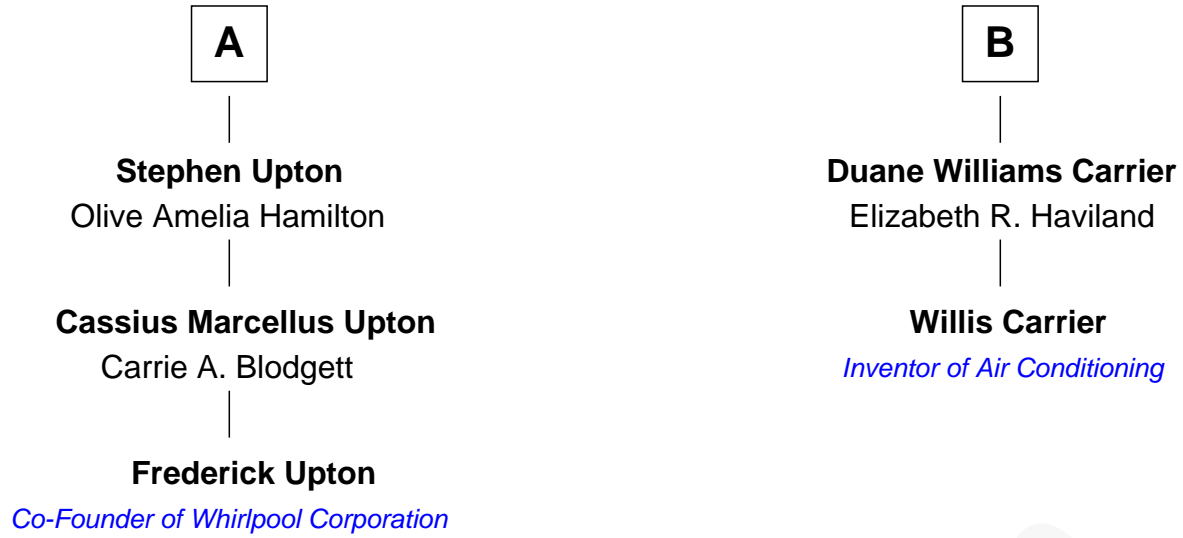 A
Stephen Upton
Olive Amelia Hamilton
Cassius Marcellus Upton
Carrie A. Blodgett
Frederick Upton
Co-Founder of Whirlpool Corporation
B
Duane Williams Carrier
Elizabeth R. Haviland
Willis Carrier
Inventor of Air Conditioning